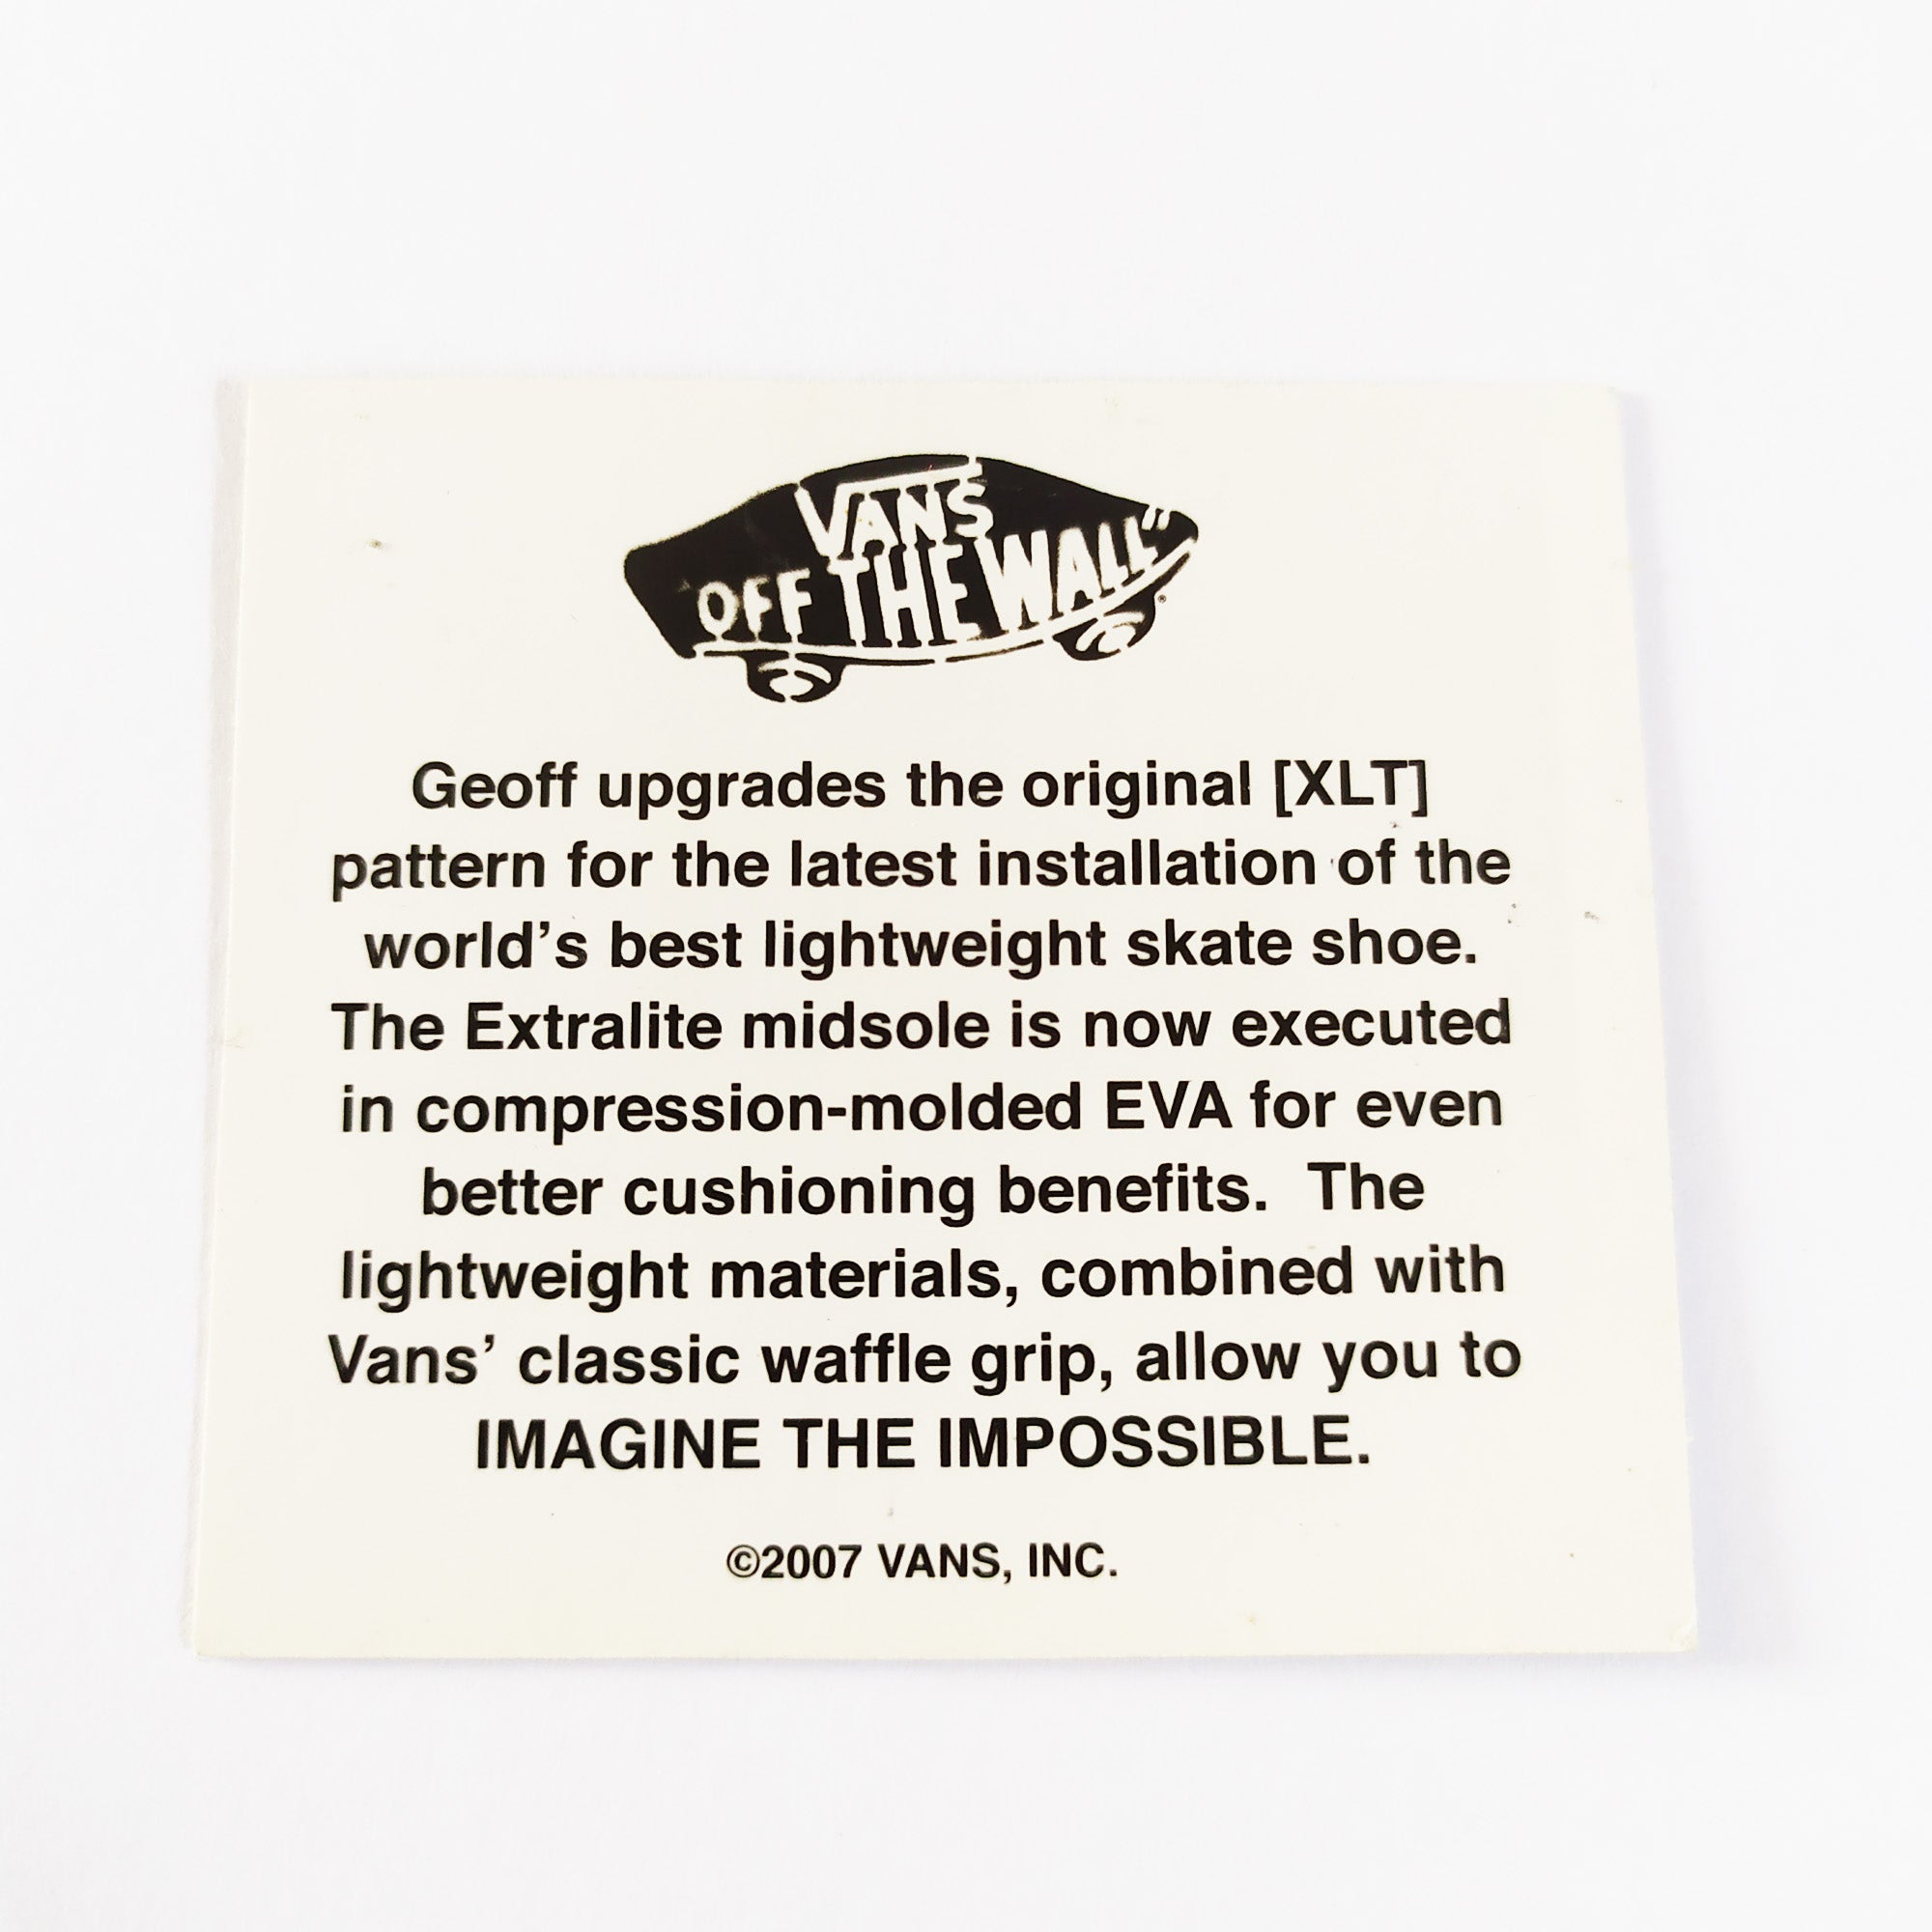 VANS
"OFF THE WALL"
Geoff upgrades the original [XLT]
pattern for the latest installation of the
world’s best lightweight skate shoe.
The Extralite midsole is now executed
in compression-molded EVA for even
better cushioning benefits.  The
lightweight materials, combined with
Vans’ classic waffle grip, allow you to
IMAGINE THE IMPOSSIBLE.
©2007 VANS, INC.